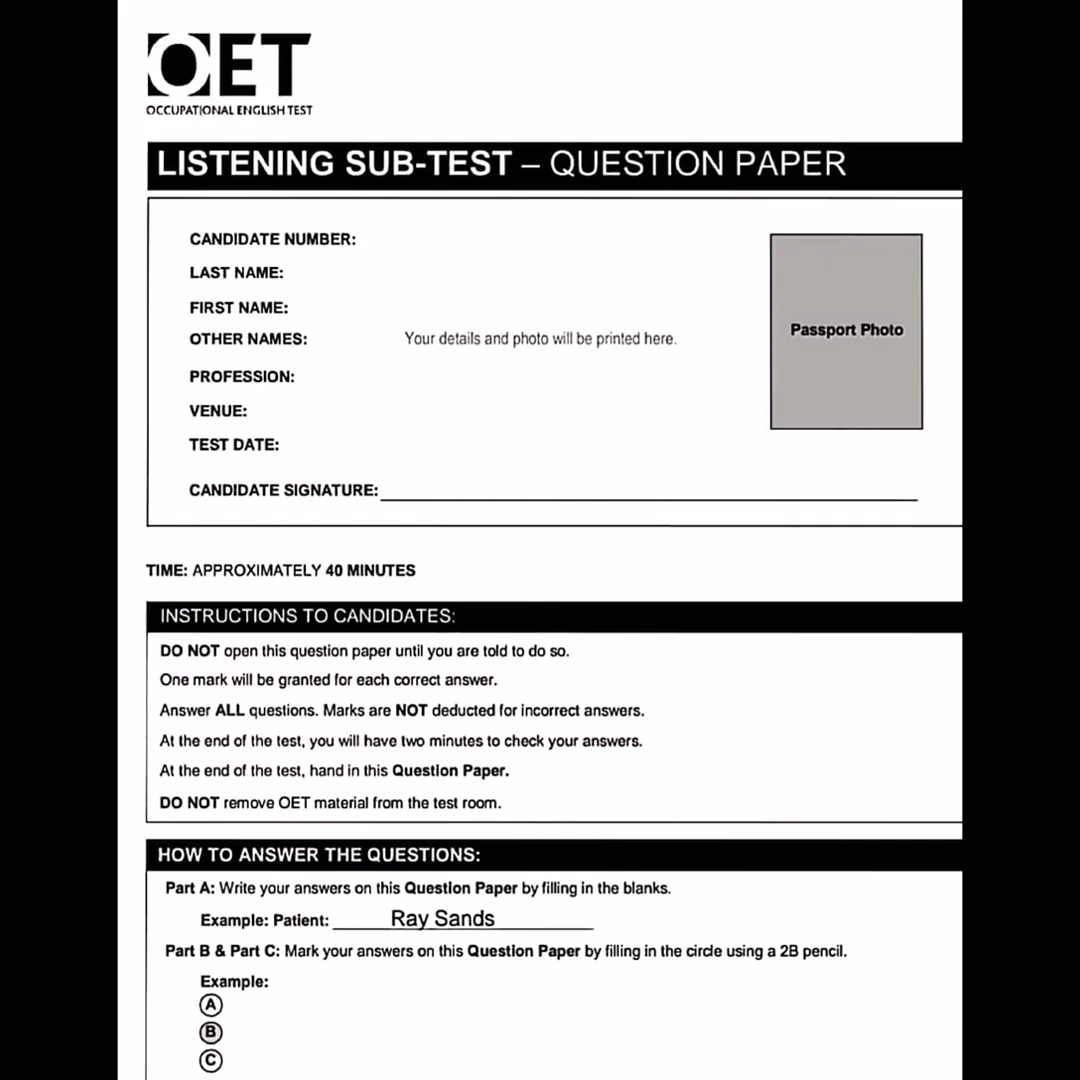 OET
OCCUPATIONAL ENGLISH TEST
LISTENING SUB-TEST – QUESTION PAPER
CANDIDATE NUMBER:
LAST NAME:
FIRST NAME:
OTHER NAMES: Your details and photo will be printed here.
Passport Photo
PROFESSION:
VENUE:
TEST DATE:
CANDIDATE SIGNATURE:
TIME: APPROXIMATELY 40 MINUTES
INSTRUCTIONS TO CANDIDATES:
DO NOT open this question paper until you are told to do so.
One mark will be granted for each correct answer.
Answer ALL questions. Marks are NOT deducted for incorrect answers.
At the end of the test, you will have two minutes to check your answers.
At the end of the test, hand in this Question Paper.
DO NOT remove OET material from the test room.
HOW TO ANSWER THE QUESTIONS:
Part A: Write your answers on this Question Paper by filling in the blanks.
Example: Patient: Ray Sands
Part B & Part C: Mark your answers on this Question Paper by filling in the circle using a 2B pencil.
Example:
A
B
C